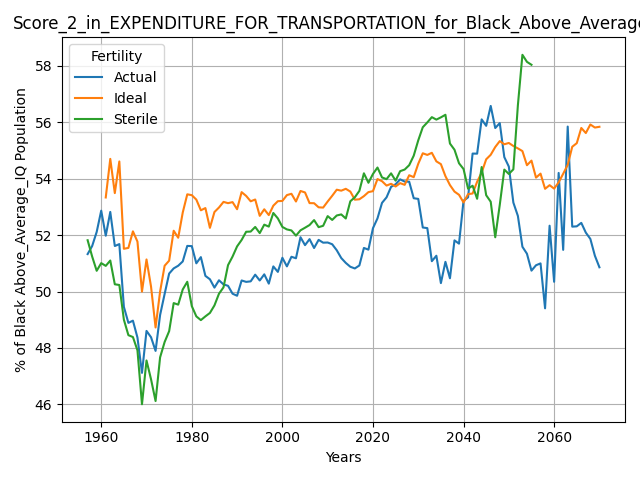 Score_2_in_EXPENDITURE_FOR_TRANSPORTATION_for_Black_Above_Average
Fertility
Actual
Ideal
Sterile
% of Black Above_Average_IQ Population
58
56
54
52
50
48
46
1960
1980
2000
2020
2040
2060
Years